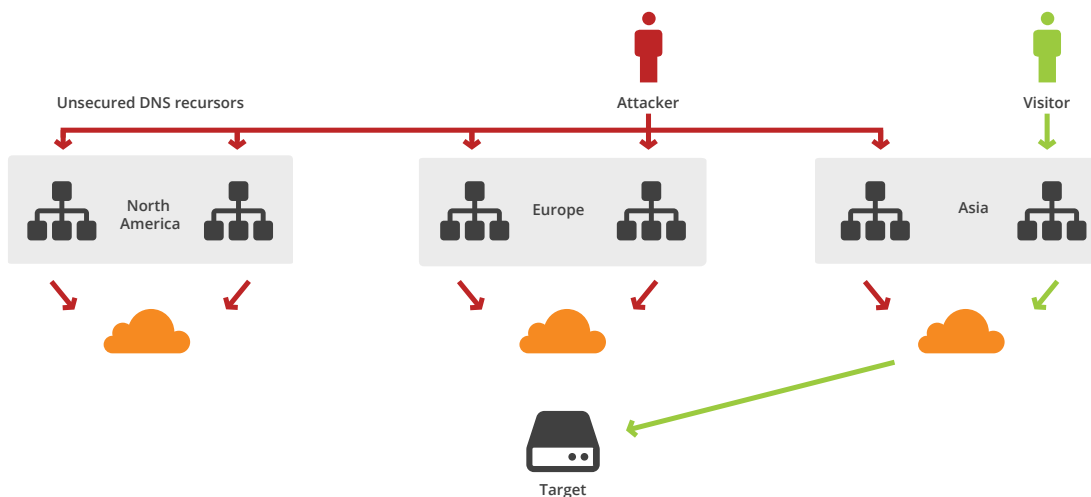 Unsecured DNS recursors
Attacker
Visitor
North
America
Europe
Asia
Target